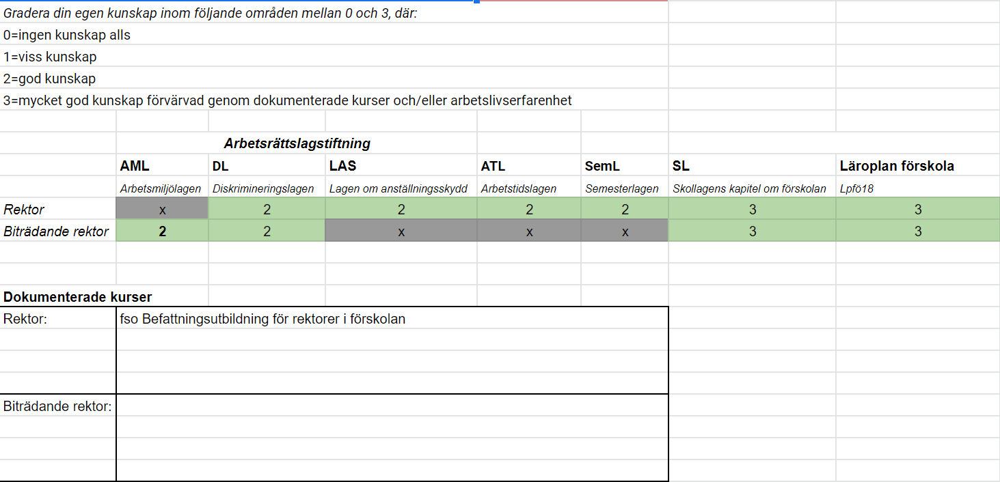 Gradera din egen kunskap inom följande områden mellan 0 och 3, där:
0=ingen kunskap alls
1=viss kunskap
2=god kunskap
3=mycket god kunskap förvärvad genom dokumenterade kurser och/eller arbetslivserfarenhet
Arbetsrättslagstiftning
AML DL LAS ATL SemL SL Läroplan förskola
Arbetsmiljölagen Diskrimineringslagen Lagen om anställningsskydd Arbetstidslagen Semesterlagen Skollagens kapitel om förskolan Lpfö18
Rektor x 2 2 2 2 3 3
Biträdande rektor 2 2 x x x 3 3
Dokumenterade kurser
Rektor: fso Befattningsutbildning för rektorer i förskolan
Biträdande rektor: